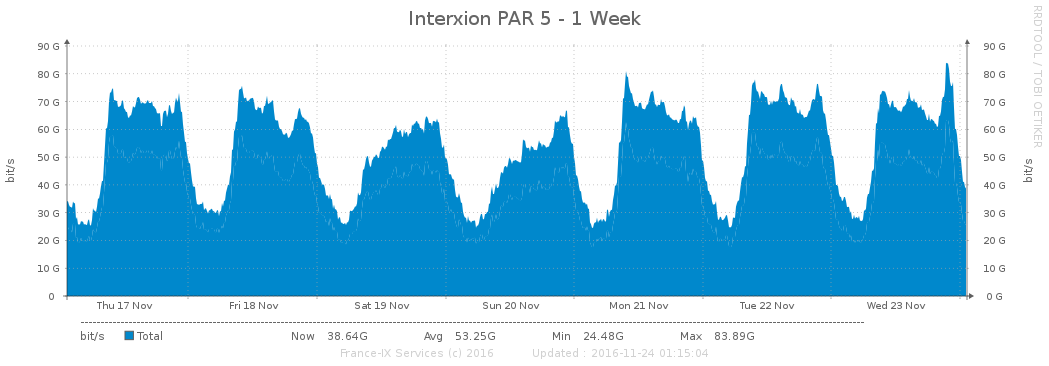 Interxion PAR 5 - 1 Week
RRDTOOL / TOBI OETIKER
90 G 90 G
80 G 80 G
70 G 70 G
60 G 60 G
50 G 50 G
40 G 40 G
30 G 30 G
20 G 20 G
10 G 10 G
0 0 G
bit/s bit/s
Thu 17 Nov Fri 18 Nov Sat 19 Nov Sun 20 Nov Mon 21 Nov Tue 22 Nov Wed 23 Nov
bit/s Total Now 38.64G Avg 53.25G Min 24.48G Max 83.89G
France-IX Services (c) 2016 Updated : 2016-11-24 01:15:04